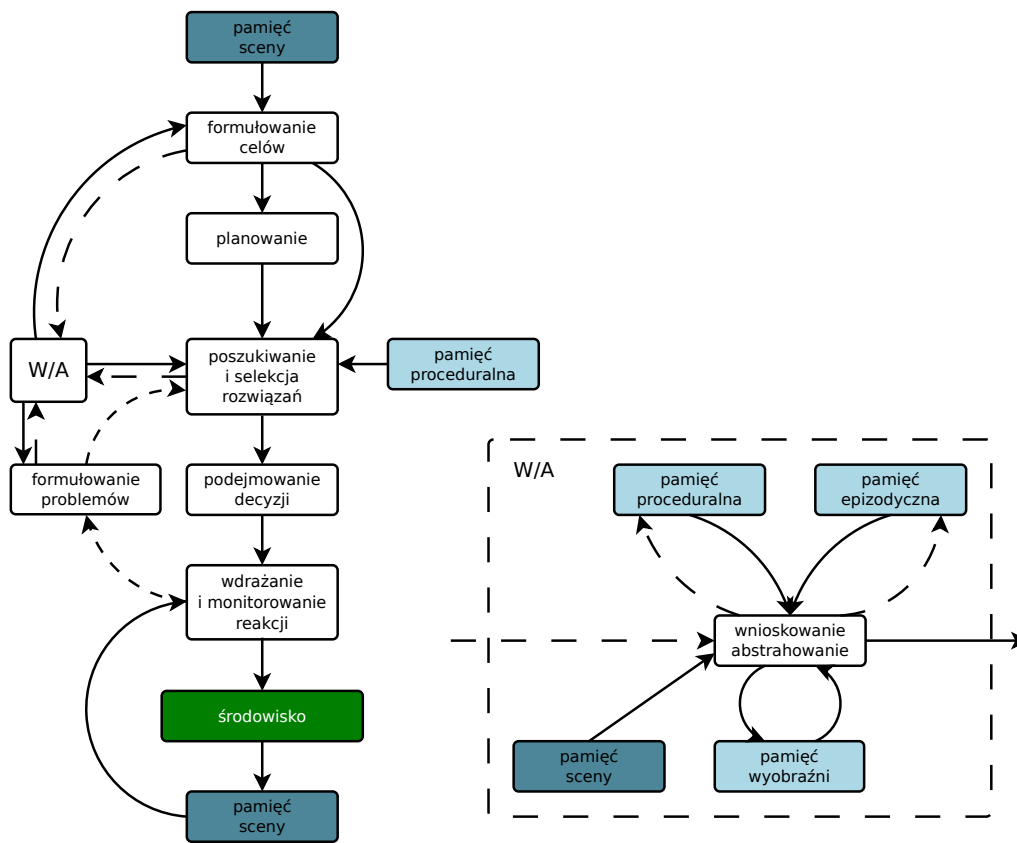 pamięć
sceny
formułowanie
celów
planowanie
W/A
poszukiwanie
i selekcja
rozwiązań
pamięć
proceduralna
formułowanie
problemów
podejmowanie
decyzji
wdrażanie
i monitorowanie
reakcji
środowisko
pamięć
sceny
W/A
pamięć
proceduralna
pamięć
epizodyczna
wnioskowanie
abstrahowanie
pamięć
sceny
pamięć
wyobraźni